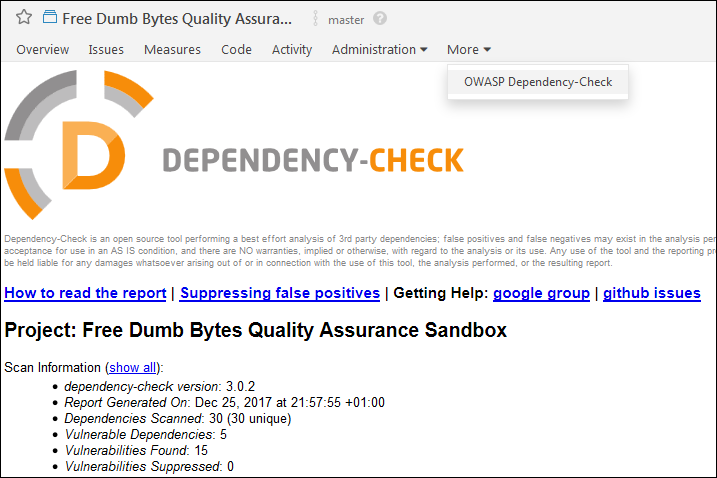 Free Dumb Bytes Quality Assura... master ?
Overview Issues Measures Code Activity Administration More
OWASP Dependency-Check
D
DEPENDENCY-CHECK
Dependency-Check is an open source tool performing a best effort analysis of 3rd party dependencies; false positives and false negatives may exist in the analysis per
acceptance for use in an AS IS condition, and there are NO warranties, implied or otherwise, with regard to the analysis or its use. Any use of the tool and the reporting pr
be held liable for any damages whatsoever arising out of or in connection with the use of this tool, the analysis performed, or the resulting report.
How to read the report | Suppressing false positives | Getting Help: google group | github issues
Project: Free Dumb Bytes Quality Assurance Sandbox
Scan Information (show all):
• dependency-check version: 3.0.2
• Report Generated On: Dec 25, 2017 at 21:57:55 +01:00
• Dependencies Scanned: 30 (30 unique)
• Vulnerable Dependencies: 5
• Vulnerabilities Found: 15
• Vulnerabilities Suppressed: 0